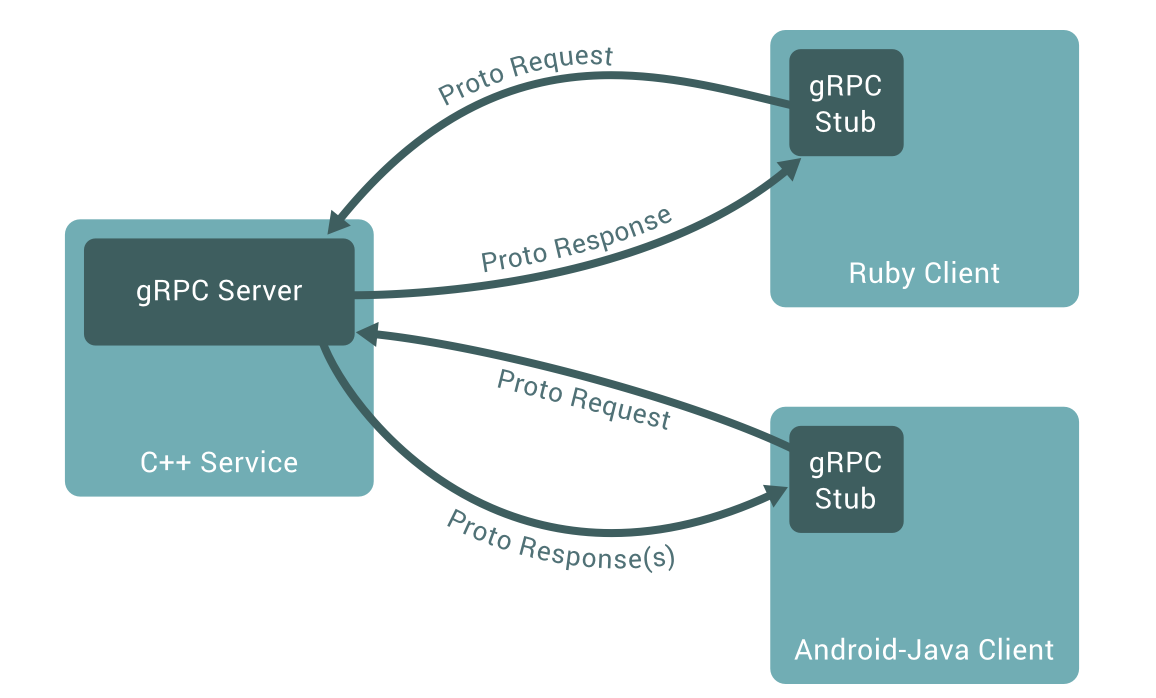 Proto Request
gRPC
Stub
Proto Response
Ruby Client
gRPC Server
C++ Service
Proto Request
gRPC
Stub
Proto Response(s)
Android-Java Client